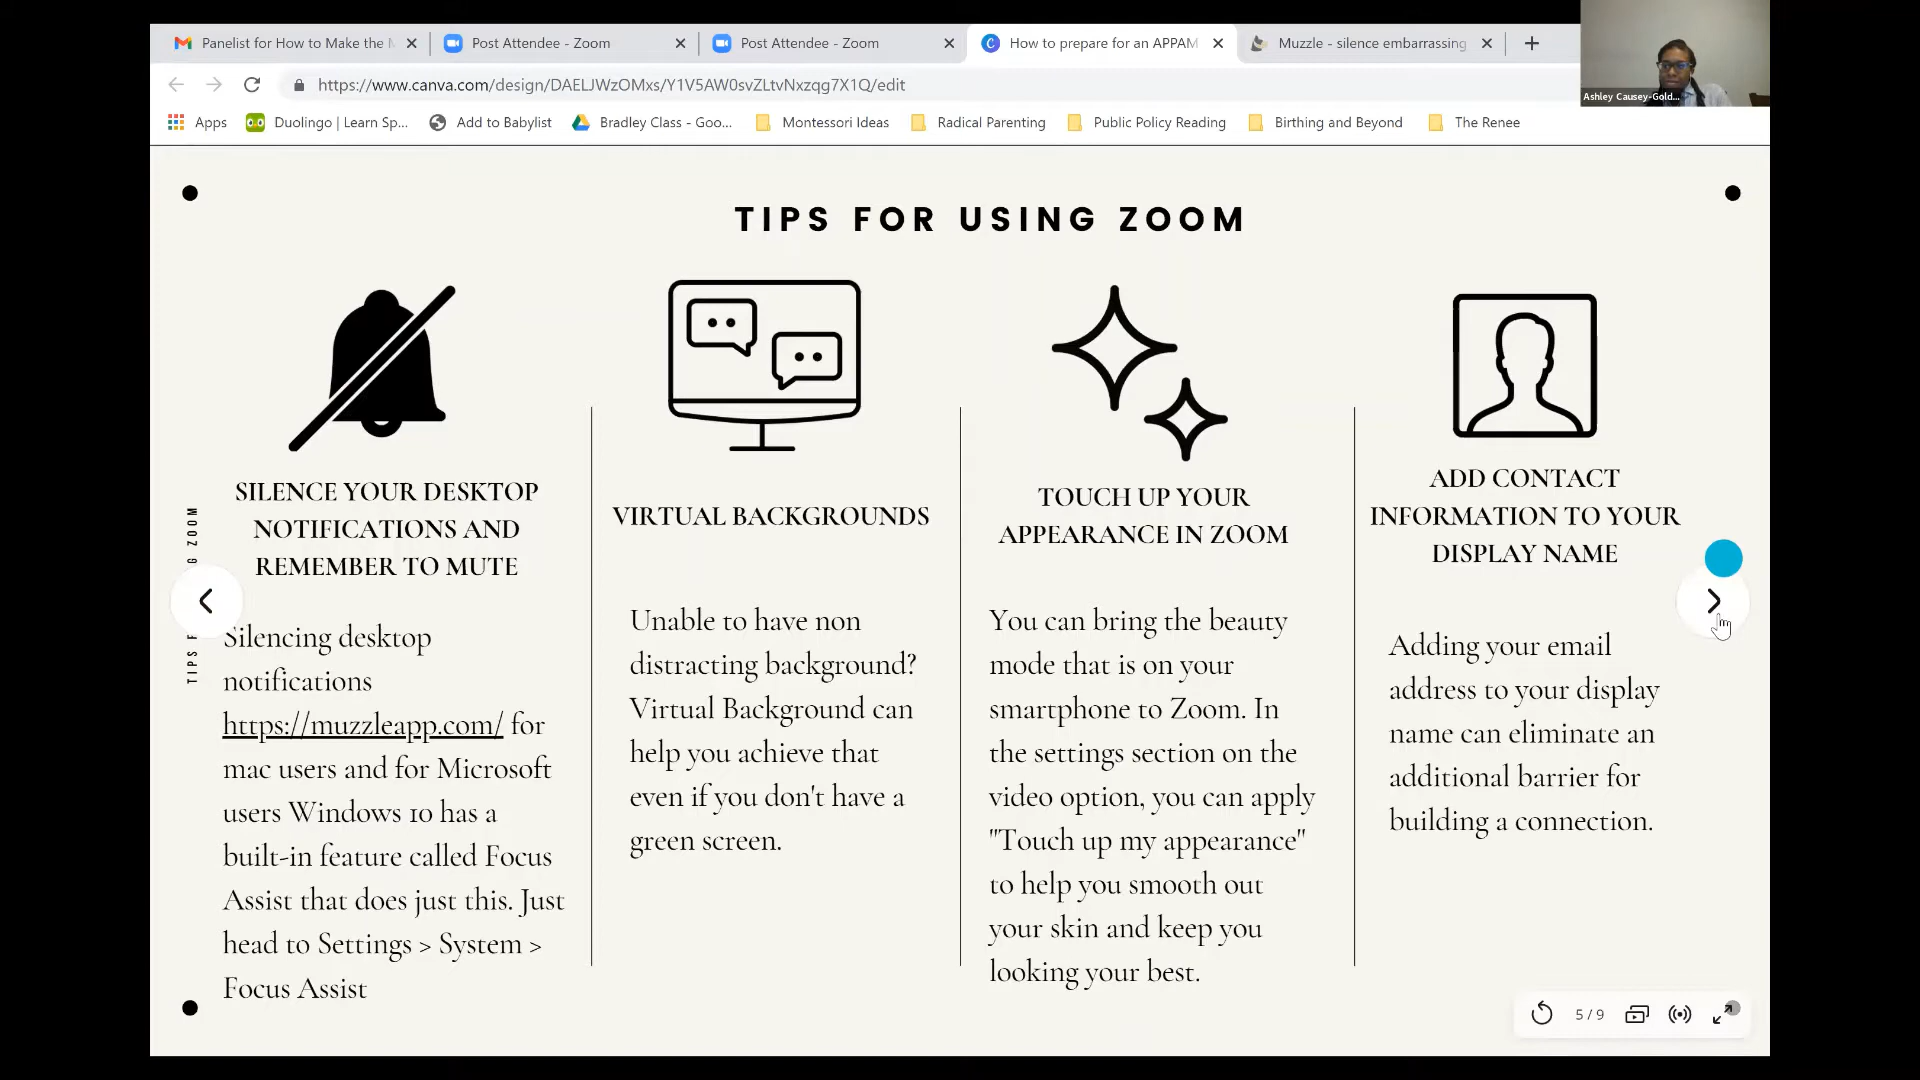 Panelist for How to Make the M
Post Attendee - Zoom
Post Attendee - Zoom
How to prepare for an APPAM
Muzzle - silence embarrassing
https://www.canva.com/design/DAELJWzOMxs/Y1V5AW0svZLtvNxzqg7X1Q/edit
Ashley Causey-Gold...
Apps
Duolingo | Learn Sp...
Add to Babylist
Bradley Class - Goo...
Montessori Ideas
Radical Parenting
Public Policy Reading
Birthing and Beyond
The Renee
TIPS FOR USING ZOOM
SILENCE YOUR DESKTOP
NOTIFICATIONS AND
REMEMBER TO MUTE
Silencing desktop
notifications
https://muzzleapp.com/ for
mac users and for Microsoft
users Windows 10 has a
built-in feature called Focus
Assist that does just this. Just
head to Settings > System >
Focus Assist
VIRTUAL BACKGROUNDS
Unable to have non
distracting background?
Virtual Background can
help you achieve that
even if you don't have a
green screen.
TOUCH UP YOUR
APPEARANCE IN ZOOM
You can bring the beauty
mode that is on your
smartphone to Zoom. In
the settings section on the
video option, you can apply
"Touch up my appearance"
to help you smooth out
your skin and keep you
looking your best.
ADD CONTACT
INFORMATION TO YOUR
DISPLAY NAME
Adding your email
address to your display
name can eliminate an
additional barrier for
building a connection.
TIPS F G ZOOM
5 / 9